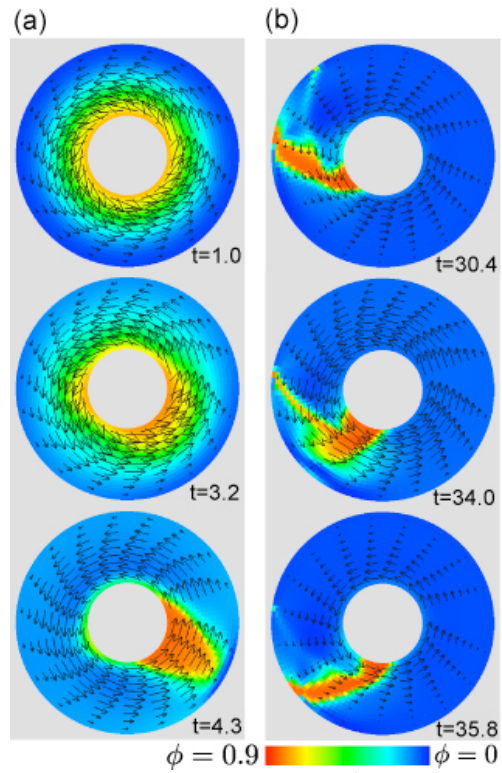 (a) (b)
t=1.0 t=30.4
t=3.2 t=34.0
t=4.3 t=35.8
ϕ = 0.9 ϕ = 0